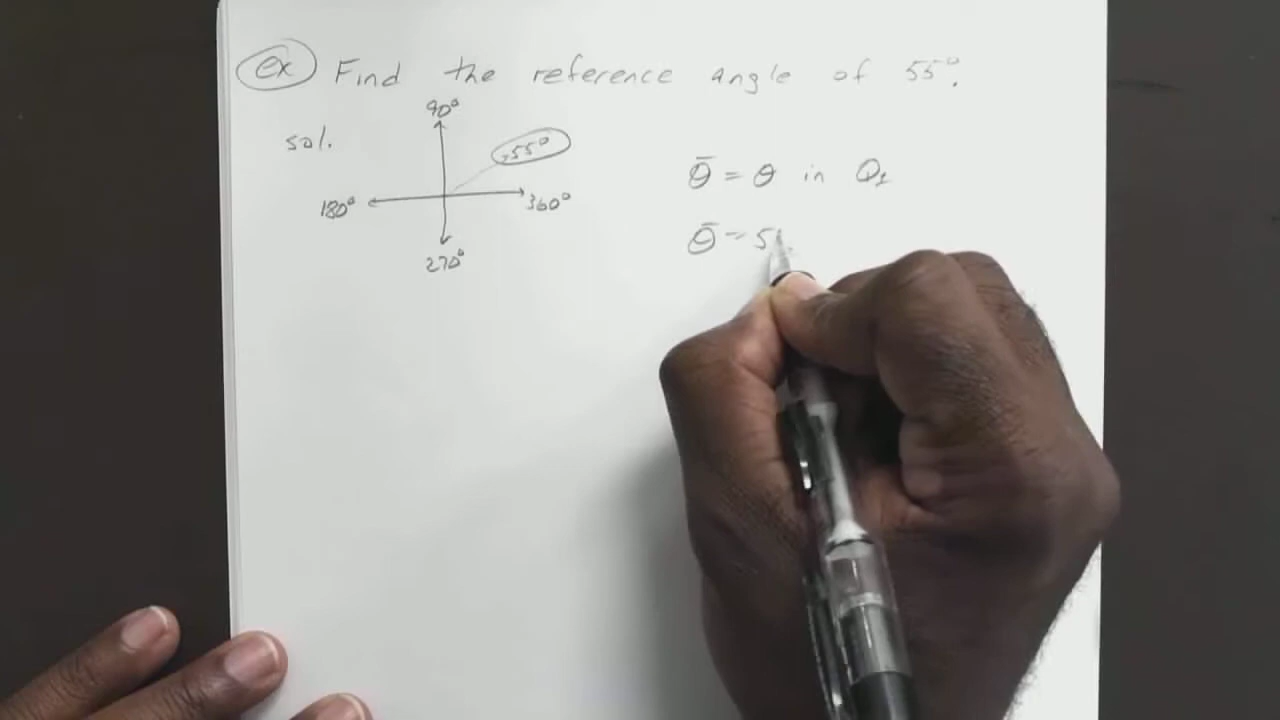 ex Find the reference angle of 55°.
90°
sol.
55°
180°
360°
270°
θ̄ = θ in Q1
θ̄ = 5